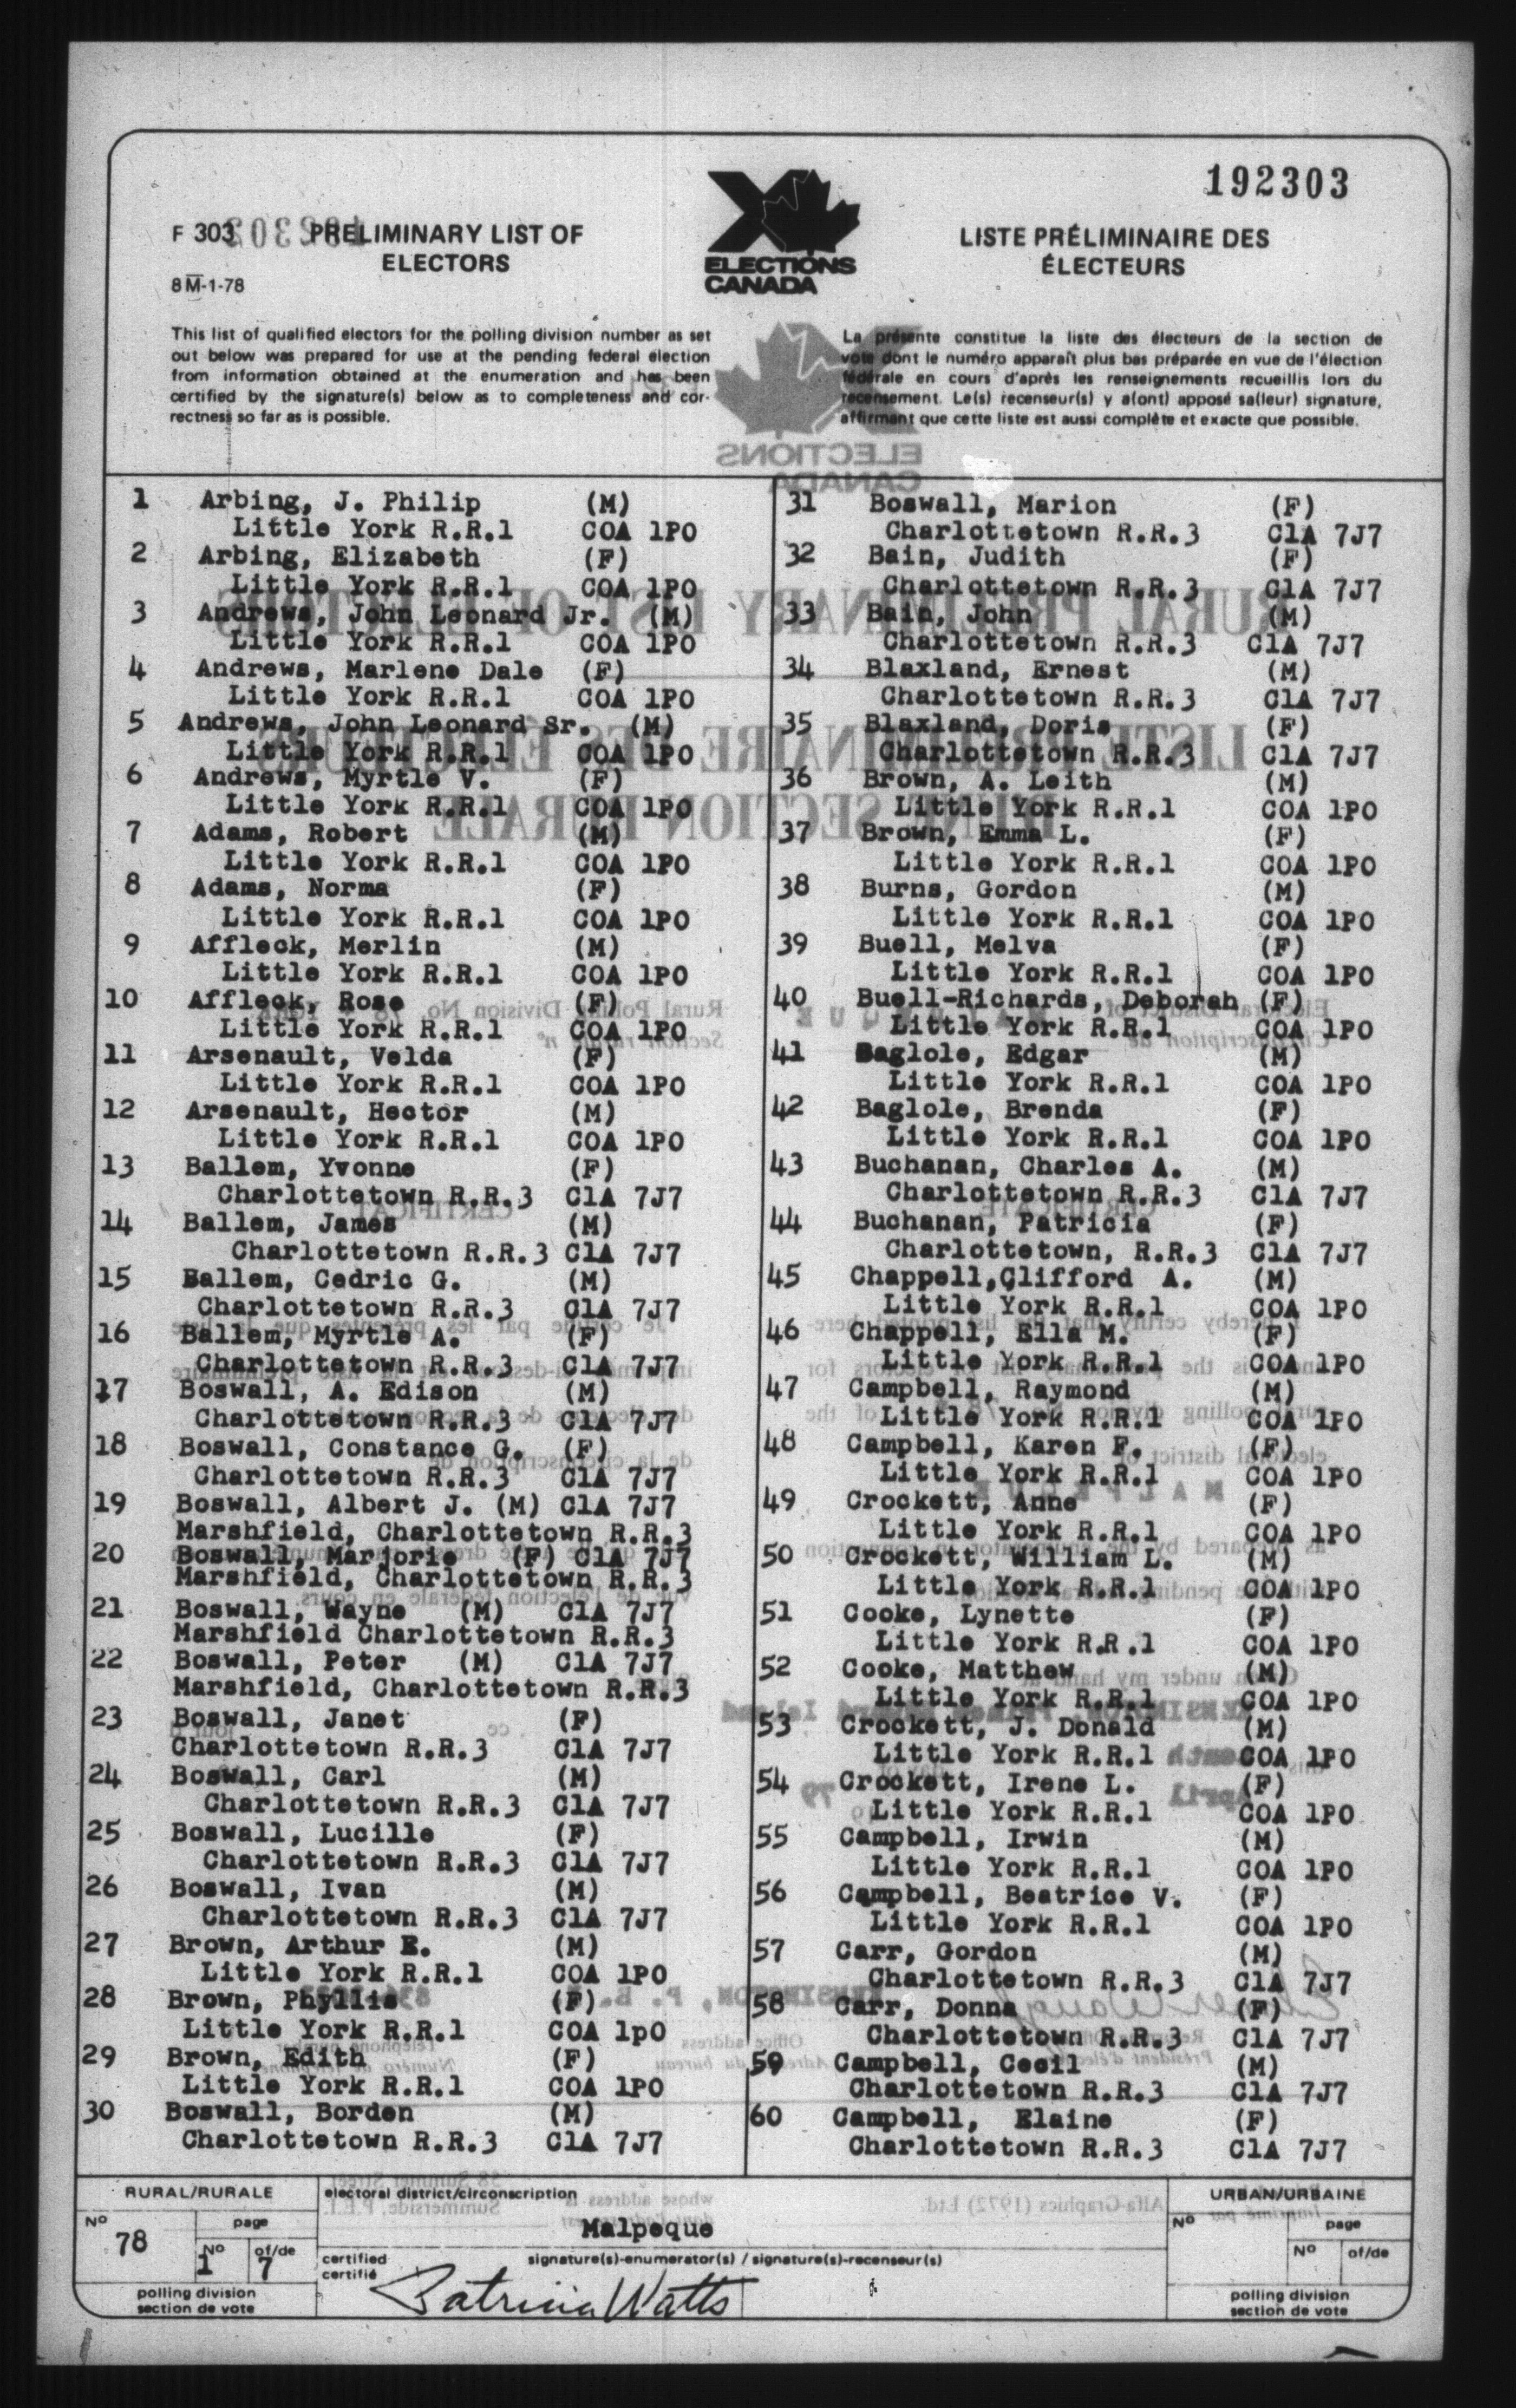 192303
F 303 PRELIMINARY LIST OF
ELECTORS
8M-1-78
ELECTIONS
CANADA
LISTE PRÉLIMINAIRE DES
ÉLECTEURS
This list of qualified electors for the polling division number as set
out below was prepared for use at the pending federal election
from information obtained at the enumeration and has been
certified by the signature(s) below as to completeness and cor-
rectness so far as is possible.
La présente constitue la liste des électeurs de la section de
vote dont le numéro apparaît plus bas préparée en vue de l'élection
fédérale en cours d'après les renseignements recueillis lors du
recensement. Le(s) recenseur(s) y a(ont) apposé sa(leur) signature,
affirmant que cette liste est aussi complète et exacte que possible.
1 Arbing, J. Philip (M)
Little York R.R.1 COA 1PO
2 Arbing, Elizabeth (F)
Little York R.R.1 COA 1PO
3 Andrews, John Leonard Jr. (M)
Little York R.R.1 COA 1PO
4 Andrews, Marlene Dale (F)
Little York R.R.1 COA 1PO
5 Andrews, John Leonard Sr. (M)
Little York R.R.1 COA 1PO
6 Andrews, Myrtle V. (F)
Little York R.R.1 COA 1PO
7 Adams, Robert (M)
Little York R.R.1 COA 1PO
8 Adams, Norma (F)
Little York R.R.1 COA 1PO
9 Affleck, Merlin (M)
Little York R.R.1 COA 1PO
10 Affleck, Rose (F)
Little York R.R.1 COA 1PO
11 Arsenault, Velda (F)
Little York R.R.1 COA 1PO
12 Arsenault, Hector (M)
Little York R.R.1 COA 1PO
13 Ballem, Yvonne (F)
Charlottetown R.R.3 C1A 7J7
14 Ballem, James (M)
Charlottetown R.R.3 C1A 7J7
15 Ballem, Cedric G. (M)
Charlottetown R.R.3 C1A 7J7
16 Ballem, Myrtle A. (F)
Charlottetown R.R.3 C1A 7J7
17 Boswall, A. Edison (M)
Charlottetown R.R.3 C1A 7J7
18 Boswall, Constance G. (F)
Charlottetown R.R.3 C1A 7J7
19 Boswall, Albert J. (M) C1A 7J7
Marshfield, Charlottetown R.R.3
20 Boswall, Marjorie (F) C1A 7J7
Marshfield, Charlottetown R.R.3
21 Boswall, Wayne (M) C1A 7J7
Marshfield Charlottetown R.R.3
22 Boswall, Peter (M) C1A 7J7
Marshfield, Charlottetown R.R.3
23 Boswall, Janet (F)
Charlottetown R.R.3 C1A 7J7
24 Boswall, Carl (M)
Charlottetown R.R.3 C1A 7J7
25 Boswall, Lucille (F)
Charlottetown R.R.3 C1A 7J7
26 Boswall, Ivan (M)
Charlottetown R.R.3 C1A 7J7
27 Brown, Arthur E. (M)
Little York R.R.1 COA 1PO
28 Brown, Phyllis (F)
Little York R.R.1 COA 1pO
29 Brown, Edith (F)
Little York R.R.1 COA 1PO
30 Boswall, Borden (M)
Charlottetown R.R.3 C1A 7J7
31 Boswall, Marion (F)
Charlottetown R.R.3 C1A 7J7
32 Bain, Judith (F)
Charlottetown R.R.3 C1A 7J7
33 Bain, John (M)
Charlottetown R.R.3 C1A 7J7
34 Blaxland, Ernest (M)
Charlottetown R.R.3 C1A 7J7
35 Blaxland, Doris (F)
Charlottetown R.R.3 C1A 7J7
36 Brown, A. Leith (M)
Little York R.R.1 COA 1PO
37 Brown, Emma L. (F)
Little York R.R.1 COA 1PO
38 Burns, Gordon (M)
Little York R.R.1 COA 1PO
39 Buell, Melva (F)
Little York R.R.1 COA 1PO
40 Buell-Richards, Deborah (F)
Little York R.R.1 COA 1PO
41 Baglole, Edgar (M)
Little York R.R.1 COA 1PO
42 Baglole, Brenda (F)
Little York R.R.1 COA 1PO
43 Buchanan, Charles A. (M)
Charlottetown R.R.3 C1A 7J7
44 Buchanan, Patricia (F)
Charlottetown, R.R.3 C1A 7J7
45 Chappell,Clifford A. (M)
Little York R.R.1 COA 1PO
46 Chappell, Ella M. (F)
Little York R.R.1 COA 1PO
47 Campbell, Raymond (M)
Little York R.R.1 COA 1PO
48 Campbell, Karen F. (F)
Little York R.R.1 COA 1PO
49 Crockett, Anne (F)
Little York R.R.1 COA 1PO
50 Crockett, William L. (M)
Little York R.R.1 COA 1PO
51 Cooke, Lynette (F)
Little York R.R.1 COA 1PO
52 Cooke, Matthew (M)
Little York R.R.1 COA 1PO
53 Crockett, J. Donald (M)
Little York R.R.1 COA 1PO
54 Crockett, Irene L. (F)
Little York R.R.1 COA 1PO
55 Campbell, Irwin (M)
Little York R.R.1 COA 1PO
56 Campbell, Beatrice V. (F)
Little York R.R.1 COA 1PO
57 Carr, Gordon (M)
Charlottetown R.R.3 C1A 7J7
58 Carr, Donna (F)
Charlottetown R.R.3 C1A 7J7
59 Campbell, Cecil (M)
Charlottetown R.R.3 C1A 7J7
60 Campbell, Elaine (F)
Charlottetown R.R.3 C1A 7J7
RURAL/RURALE
No 78
page
No 1 of/de 7
polling division
section de vote
electoral district/circonscription
Malpeque
certified
certifié
signature(s)-enumerator(s) / signature(s)-recenseur(s)
Patricia Watts
URBAN/URBAINE
No
page
No of/de
polling division
section de vote